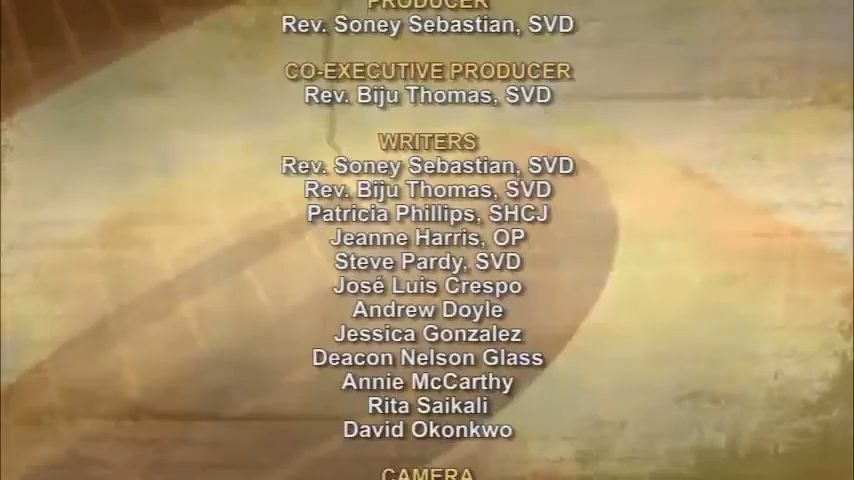 PRODUCER
Rev. Soney Sebastian, SVD
CO-EXECUTIVE PRODUCER
Rev. Biju Thomas, SVD
WRITERS
Rev. Soney Sebastian, SVD
Rev. Biju Thomas, SVD
Patricia Phillips, SHCJ
Jeanne Harris, OP
Steve Pardy, SVD
José Luis Crespo
Andrew Doyle
Jessica Gonzalez
Deacon Nelson Glass
Annie McCarthy
Rita Saikali
David Okonkwo
CAMERA